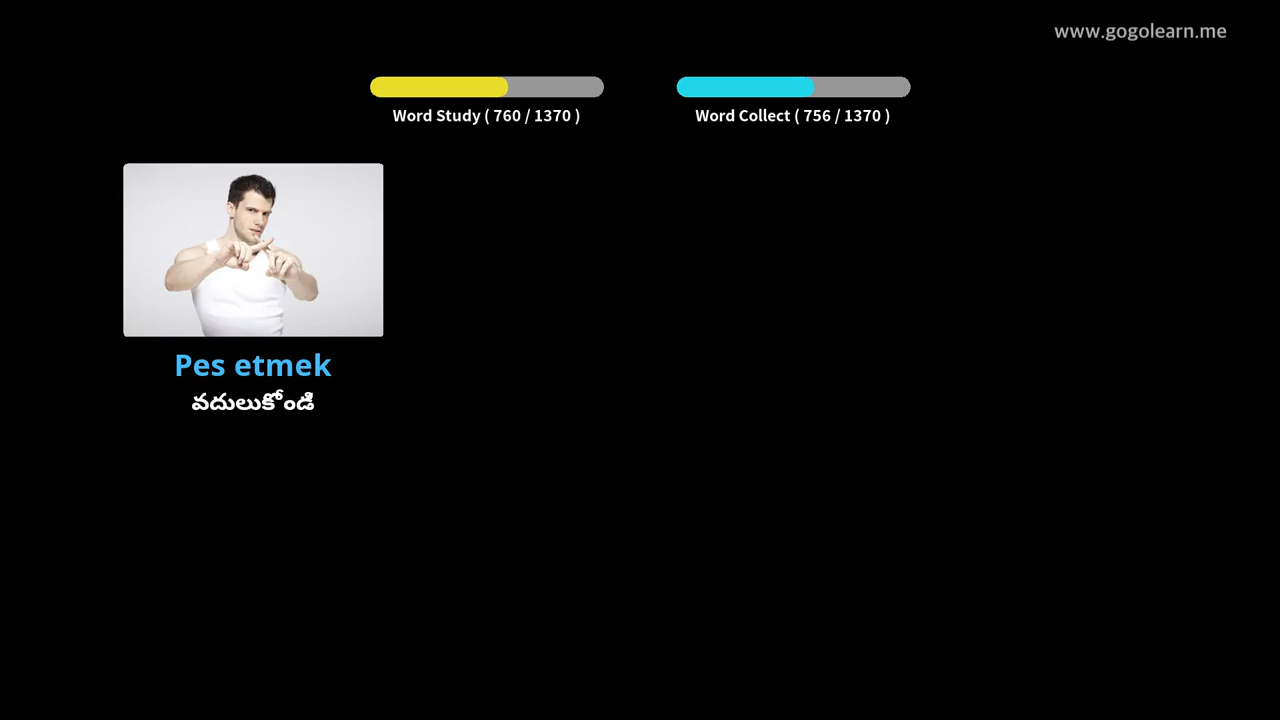 www.gogolearn.me
Word Study ( 760 / 1370 )
Word Collect ( 756 / 1370 )
Pes etmek
వదులుకోండి